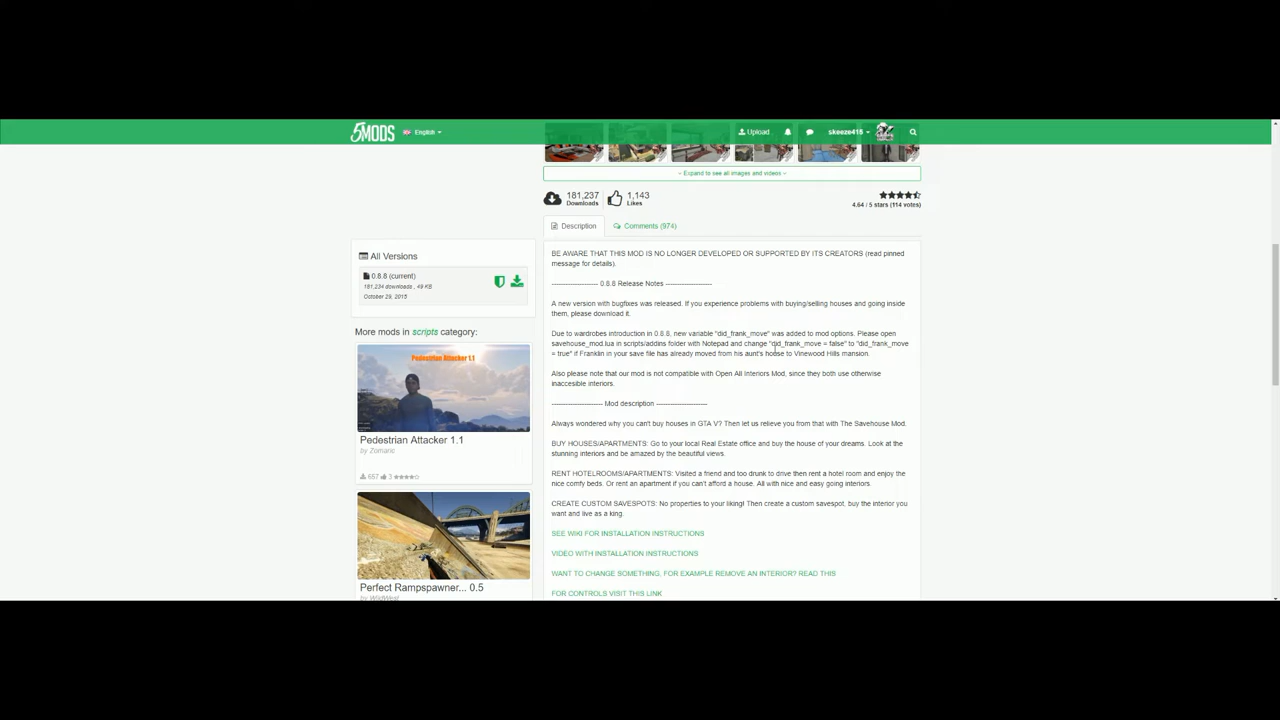 5MODS English Upload skeeze415
~ Expand to see all images and videos ~
181,237 1,143
Downloads Likes
4.64 / 5 stars (114 votes)
Description Comments (974)
All Versions
0.8.8 (current)
181,234 downloads , 49 KB
October 29, 2015
More mods in scripts category:
Pedestrian Attacker 1.1
Pedestrian Attacker 1.1
by Zomaric
657 3
Perfect Rampspawner... 0.5
by WildWest
BE AWARE THAT THIS MOD IS NO LONGER DEVELOPED OR SUPPORTED BY ITS CREATORS (read pinned
message for details).
--------------------- 0.8.8 Release Notes ---------------------
A new version with bugfixes was released. If you experience problems with buying/selling houses and going inside
them, please download it.
Due to wardrobes introduction in 0.8.8, new variable "did_frank_move" was added to mod options. Please open
savehouse_mod.lua in scripts/addins folder with Notepad and change "did_frank_move = false" to "did_frank_move
= true" if Franklin in your save file has already moved from his aunt's house to Vinewood Hills mansion.
Also please note that our mod is not compatible with Open All Interiors Mod, since they both use otherwise
inaccesible interiors.
----------------------- Mod description -----------------------
Always wondered why you can't buy houses in GTA V? Then let us relieve you from that with The Savehouse Mod.
BUY HOUSES/APARTMENTS: Go to your local Real Estate office and buy the house of your dreams. Look at the
stunning interiors and be amazed by the beautiful views.
RENT HOTELROOMS/APARTMENTS: Visited a friend and too drunk to drive then rent a hotel room and enjoy the
nice comfy beds. Or rent an apartment if you can't afford a house. All with nice and easy going interiors.
CREATE CUSTOM SAVESPOTS: No properties to your liking! Then create a custom savespot, buy the interior you
want and live as a king.
SEE WIKI FOR INSTALLATION INSTRUCTIONS
VIDEO WITH INSTALLATION INSTRUCTIONS
WANT TO CHANGE SOMETHING, FOR EXAMPLE REMOVE AN INTERIOR? READ THIS
FOR CONTROLS VISIT THIS LINK